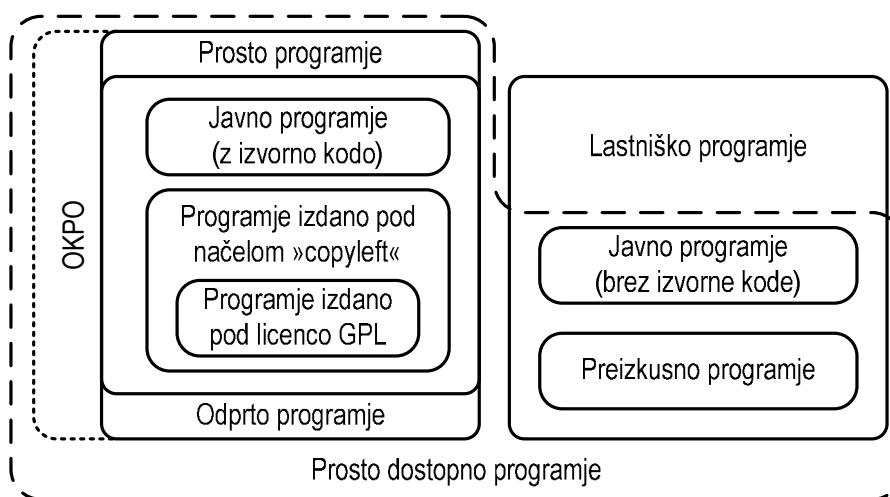 Prosto programje
Javno programje
(z izvorno kodo)
Programje izdano pod
načelom »copyleft«
Programje izdano
pod licenco GPL
Odprto programje
OKPO
Lastniško programje
Javno programje
(brez izvorne kode)
Preizkusno programje
Prosto dostopno programje